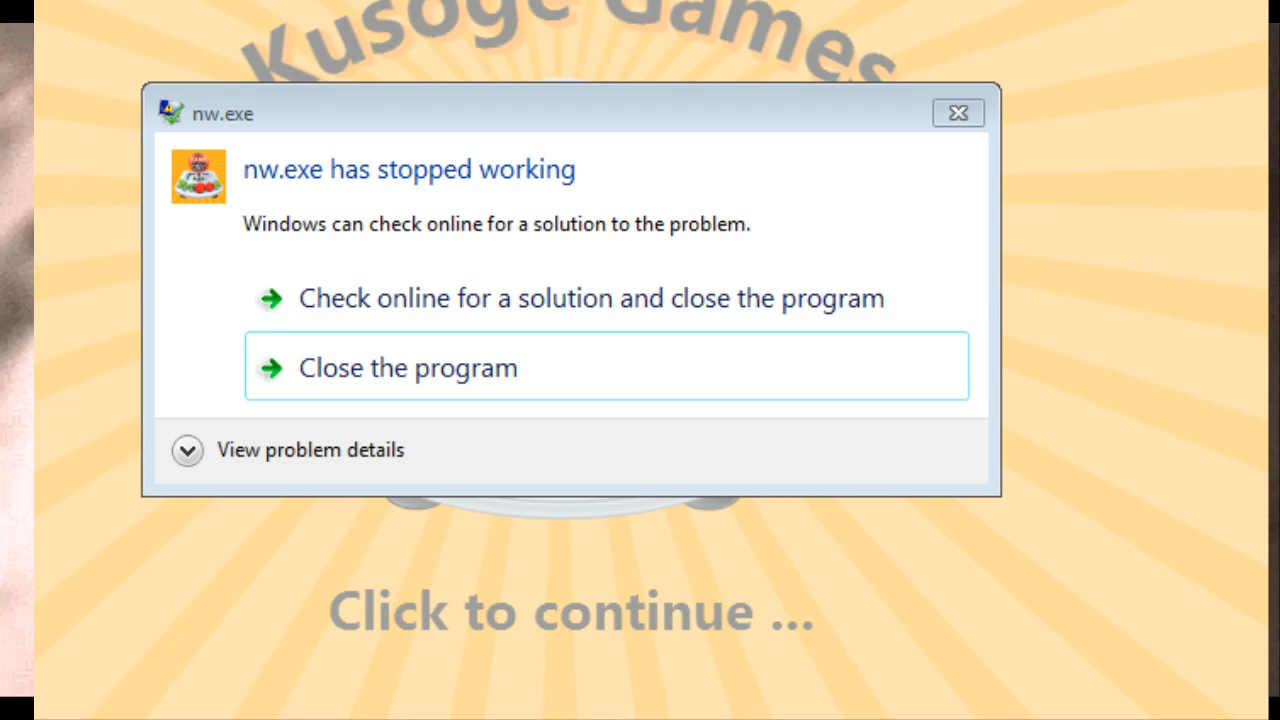 Kusoge Games
nw.exe
nw.exe has stopped working
Windows can check online for a solution to the problem.
Check online for a solution and close the program
Close the program
View problem details
Click to continue ...